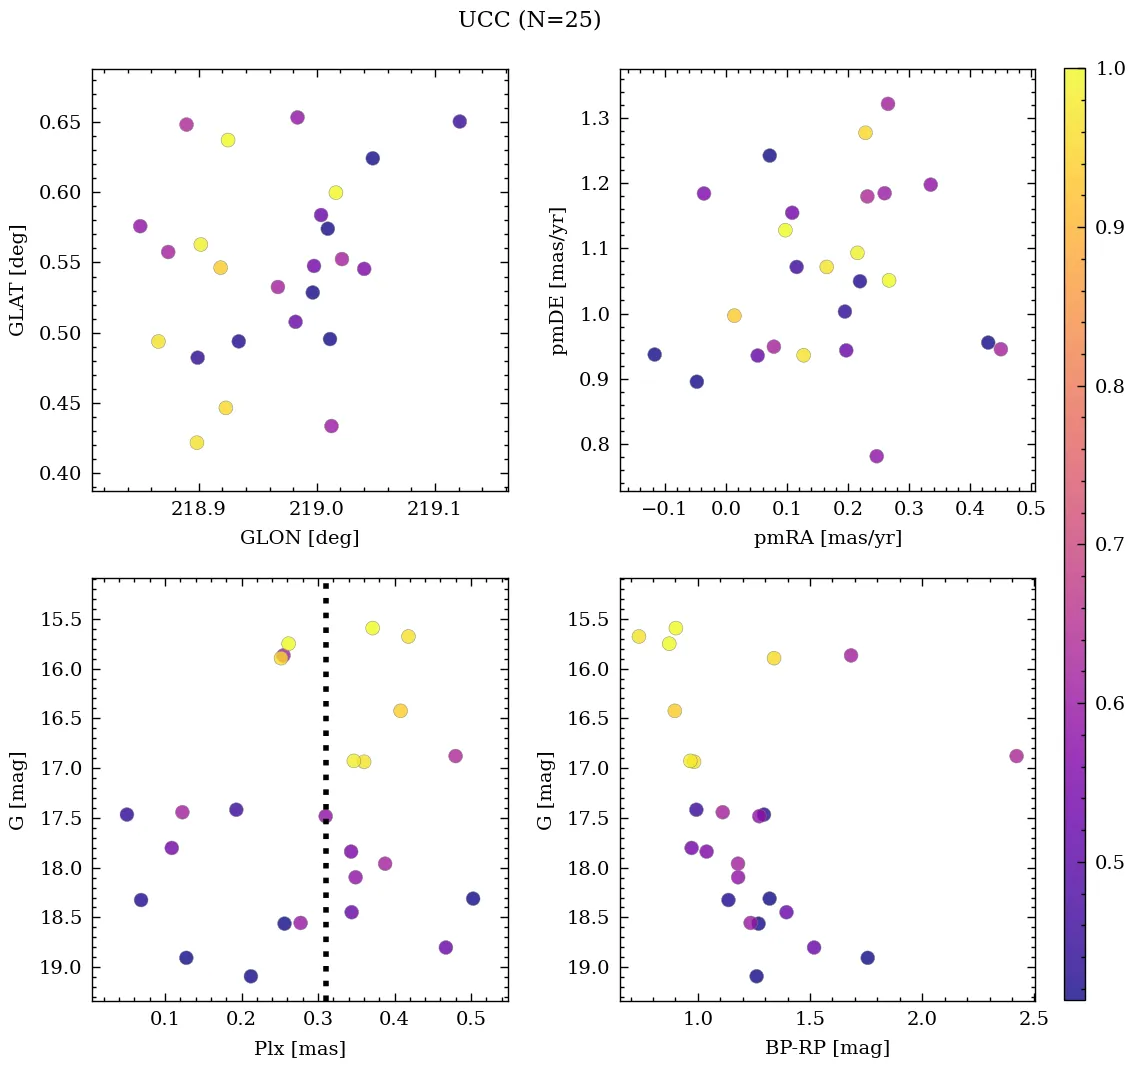 UCC (N=25)
0.65
0.60
0.55
0.50
0.45
0.40
GLAT [deg]
218.9 219.0 219.1
GLON [deg]
1.3
1.2
1.1
1.0
0.9
0.8
pmDE [mas/yr]
−0.1 0.0 0.1 0.2 0.3 0.4 0.5
pmRA [mas/yr]
15.5
16.0
16.5
17.0
17.5
18.0
18.5
19.0
G [mag]
0.1 0.2 0.3 0.4 0.5
Plx [mas]
15.5
16.0
16.5
17.0
17.5
18.0
18.5
19.0
G [mag]
1.0 1.5 2.0 2.5
BP-RP [mag]
1.0
0.9
0.8
0.7
0.6
0.5